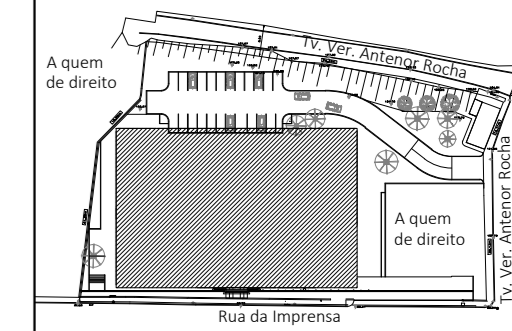 Tv. Ver. Antenor Rocha
A quem
de direito
Tv. Ver. Antenor Rocha
A quem
de direito
Rua da Imprensa